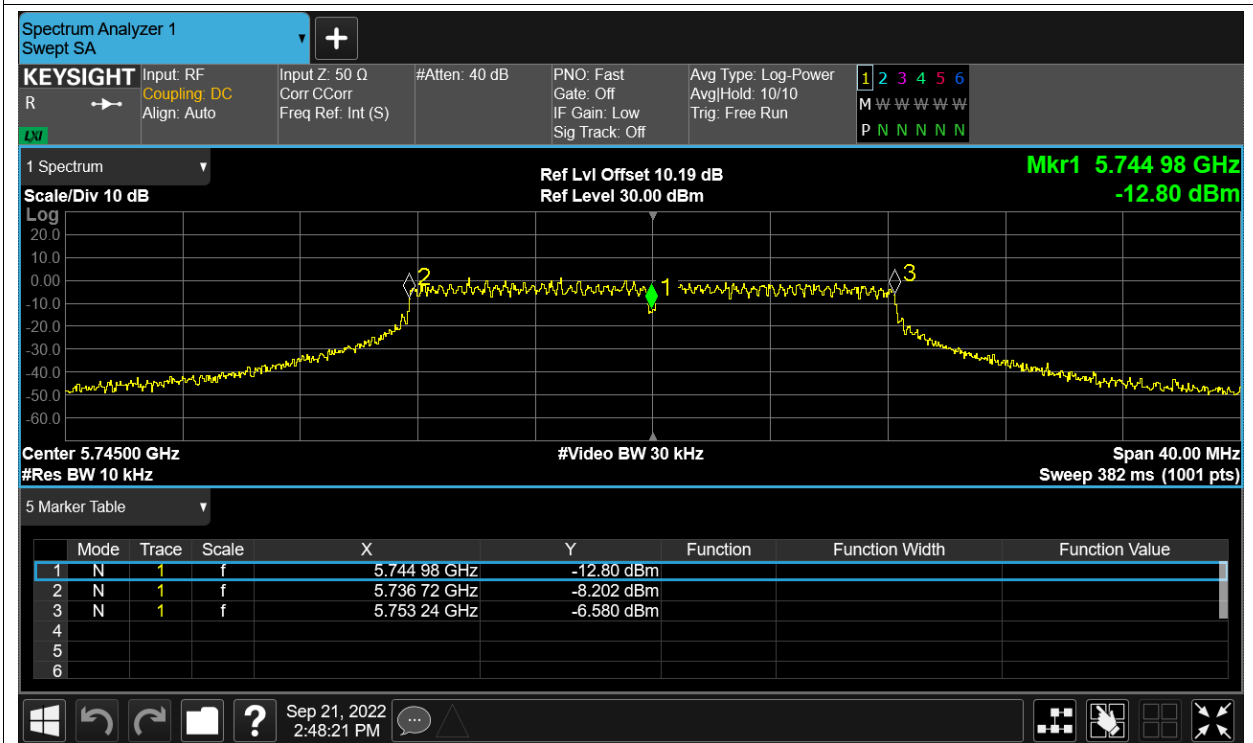 Spectrum Analyzer 1
Swept SA
+
KEYSIGHT
R
LXI
Input: RF
Coupling: DC
Align: Auto
Input Z: 50 Ω
Corr CCorr
Freq Ref: Int (S)
#Atten: 40 dB
PNO: Fast
Gate: Off
IF Gain: Low
Sig Track: Off
Avg Type: Log-Power
Avg|Hold: 10/10
Trig: Free Run
1 2 3 4 5 6
M W W W W W
P N N N N N
1 Spectrum
Scale/Div 10 dB
Ref Lvl Offset 10.19 dB
Ref Level 30.00 dBm
Mkr1 5.744 98 GHz
-12.80 dBm
Log
20.0
10.0
0.00
-10.0
-20.0
-30.0
-40.0
-50.0
-60.0
2
1
3
Center 5.74500 GHz
#Video BW 30 kHz
Span 40.00 MHz
#Res BW 10 kHz
Sweep 382 ms (1001 pts)
5 Marker Table
Mode Trace Scale X Y Function Function Width Function Value
1 N 1 f 5.744 98 GHz -12.80 dBm
2 N 1 f 5.736 72 GHz -8.202 dBm
3 N 1 f 5.753 24 GHz -6.580 dBm
4
5
6
?
Sep 21, 2022
2:48:21 PM